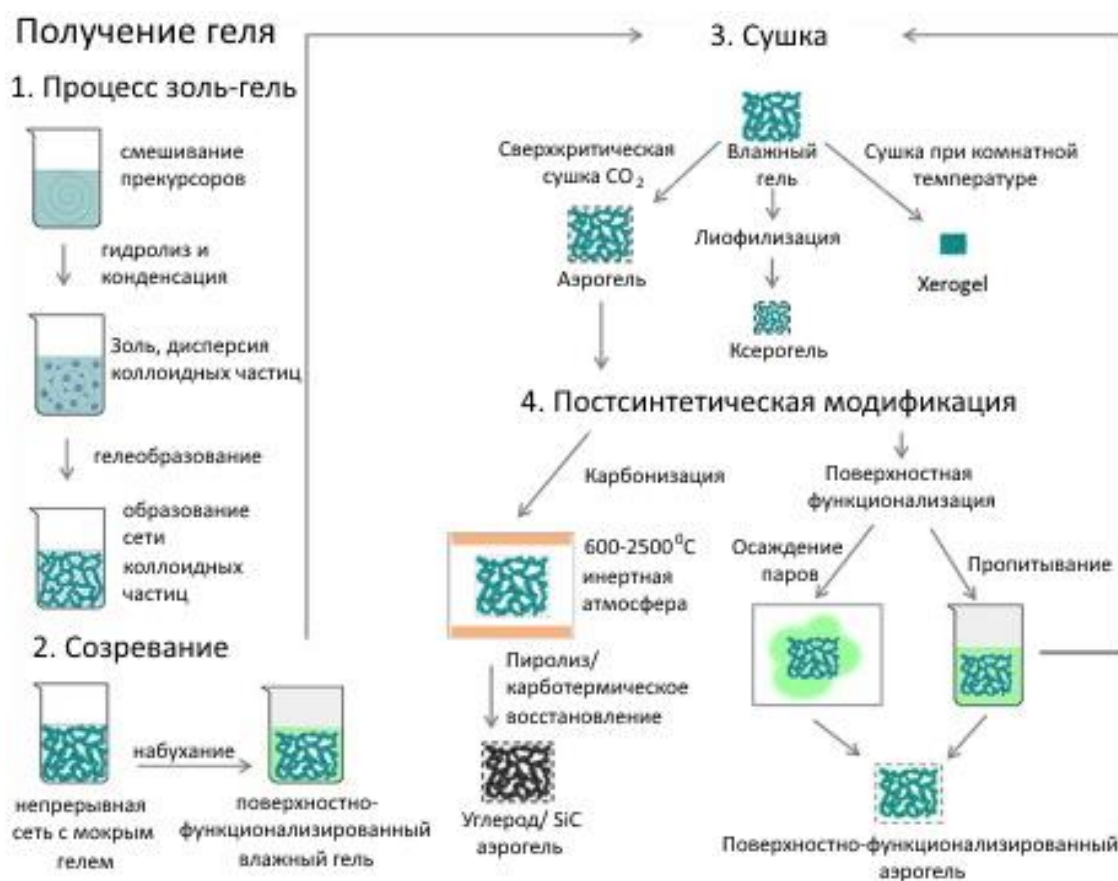 Получение геля
1. Процесс золь-гель
смешивание
прекурсоров
гидролиз и
конденсация
Золь, дисперсия
коллоидных частиц
гелеобразование
образование
сети
коллоидных
частиц
2. Созревание
набухание
непрерывная
сеть с мокрым
гелем
поверхностно-
функционализированный
влажный гель
3. Сушка
Сверхкритическая
сушка CO₂
Влажный
гель
Сушка при комнатной
температуре
Аэрогель
Лиофилизация
Ксерогель
Xerogel
4. Постсинтетическая модификация
Карбонизация
600-2500⁰C
инертная
атмосфера
Пиролиз/
карботермическое
восстановление
Углерод/ SiC
аэрогель
Поверхностная
функционализация
Осаждение
паров
Пропитывание
Поверхностно-функционализированный
аэрогель